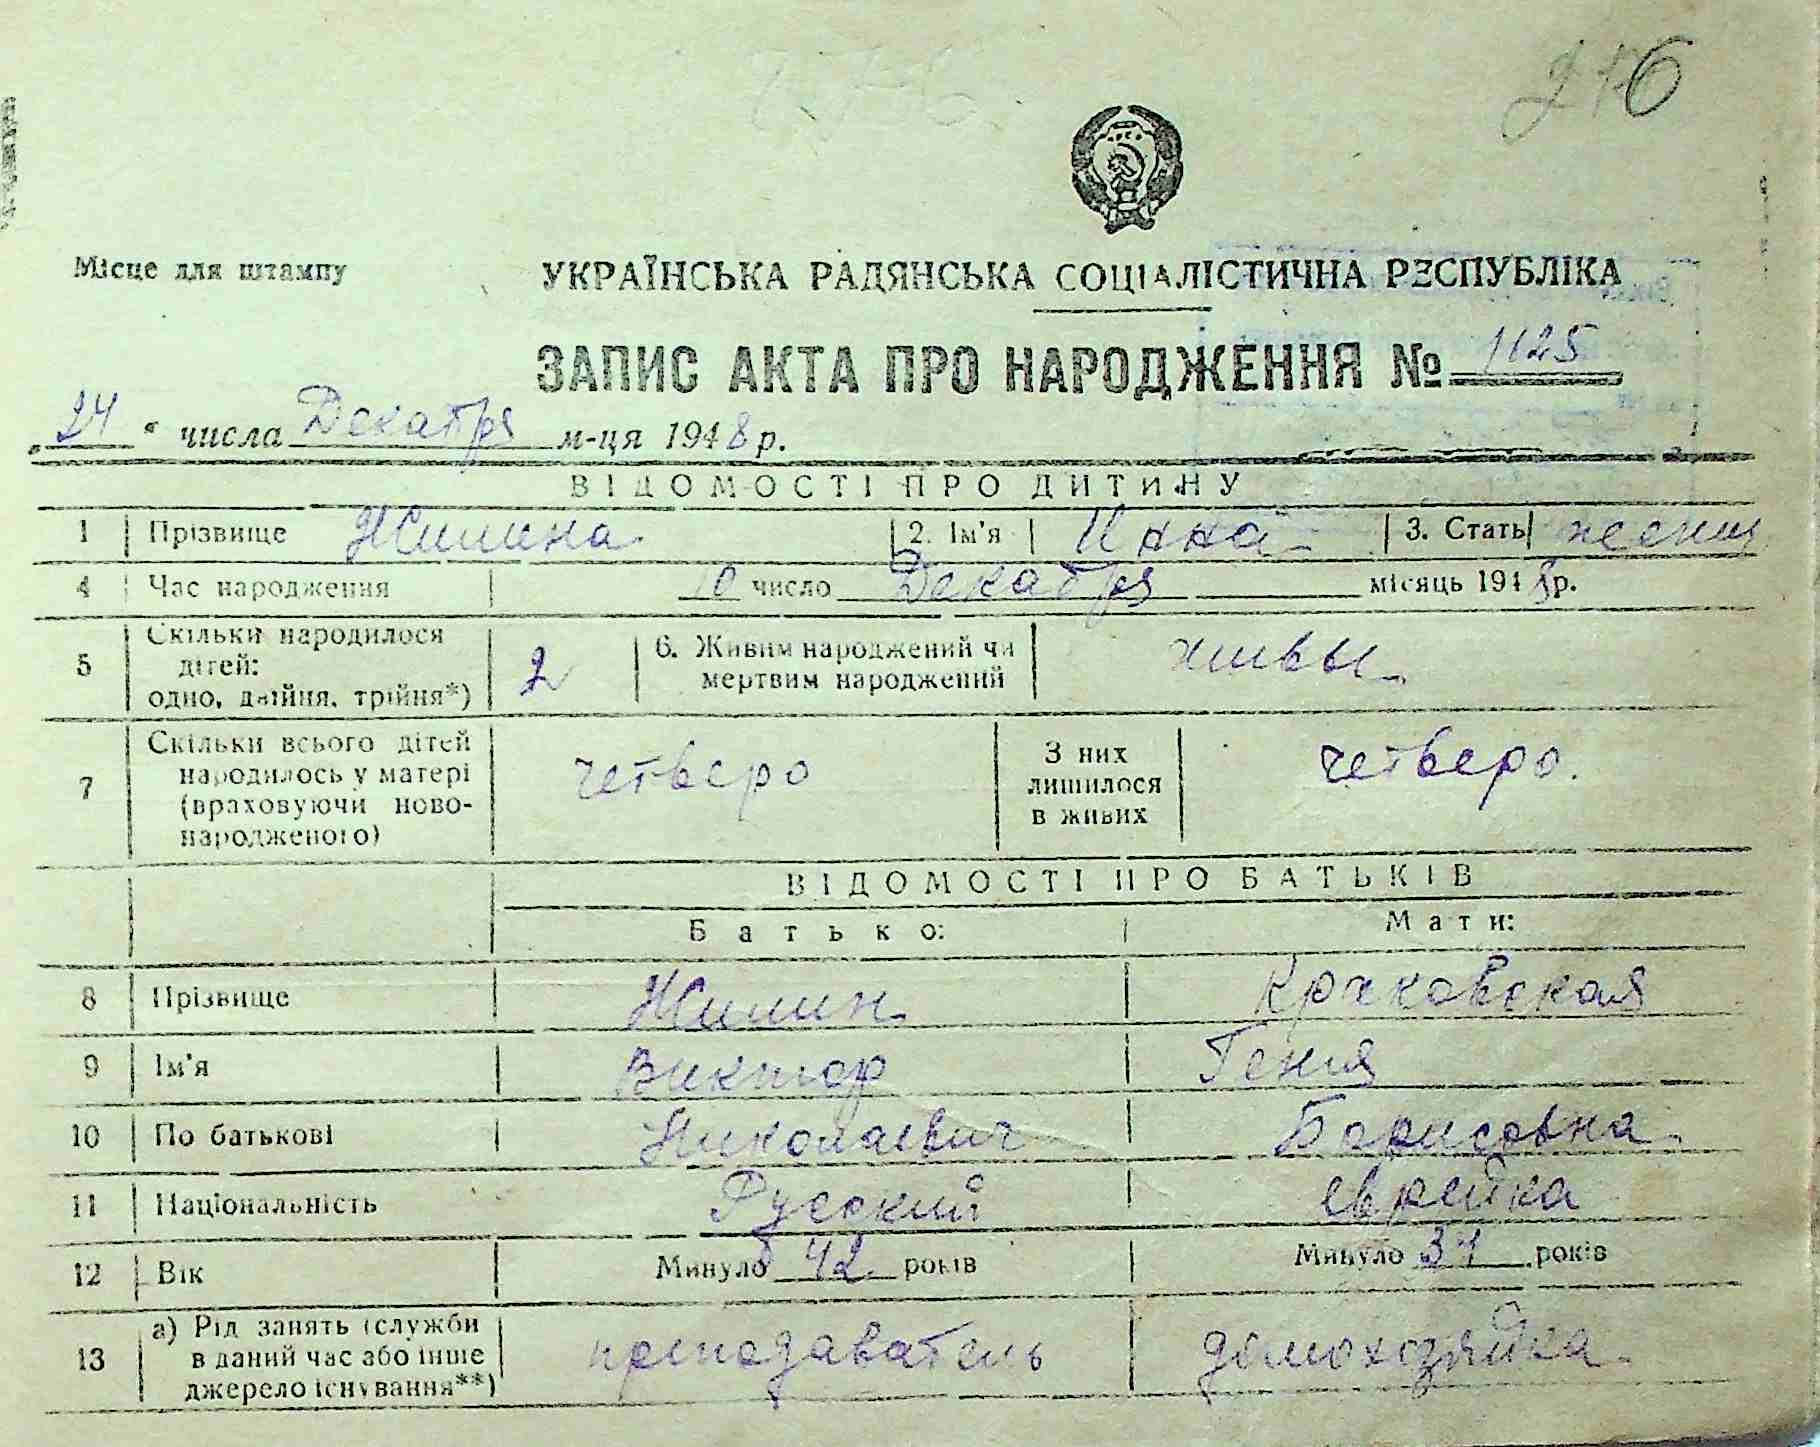 216
Місце для штампу
УКРАЇНСЬКА РАДЯНСЬКА СОЦІАЛІСТИЧНА РЕСПУБЛІКА
ЗАПИС АКТА ПРО НАРОДЖЕННЯ № 1125
„24“ числа Декабря м-ця 1948 р.
ВІДОМОСТІ ПРО ДИТИНУ
1 Прізвище Жилина 2. Ім'я Инна 3. Стать женщ
4 Час народження 10 число Декабря місяць 1948 р.
5 Скільки народилося дітей: одно, двійня, трійня*) 2 6. Живим народжений чи мертвим народжений живы
7 Скільки всього дітей народилось у матері (враховуючи ново-народженого) четверо З них лишилося в живих четверо.
ВІДОМОСТІ ПРО БАТЬКІВ
Батько: Мати:
8 Прізвище Жилин Краковская
9 Ім'я Виктор Геня
10 По батькові Николаевич Борисовна
11 Національність Русский еврейка
12 Вік Минуло 42 років Минуло років
13 а) Рід занять (служби в даний час або інше джерело існування**) преподаватель домохозяйка.